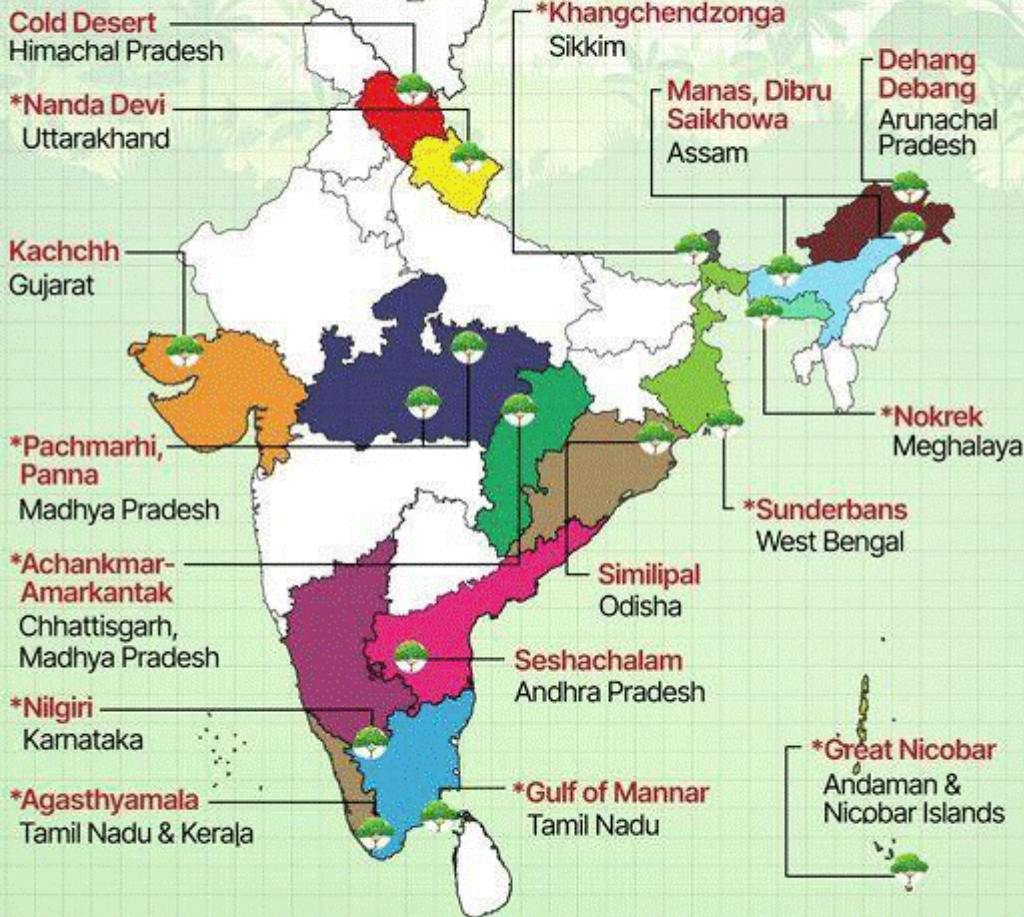 Cold Desert
Himachal Pradesh
*Nanda Devi
Uttarakhand
*Khangchendzonga
Sikkim
Manas, Dibru
Saikhowa
Assam
Dehang
Debang
Arunachal
Pradesh
Kachchh
Gujarat
*Pachmarhi,
Panna
Madhya Pradesh
*Nokrek
Meghalaya
*Sunderbans
West Bengal
*Achankmar-
Amarkantak
Chhattisgarh,
Madhya Pradesh
Similipal
Odisha
Seshachalam
Andhra Pradesh
*Nilgiri
Karnataka
*Agasthyamala
Tamil Nadu & Kerala
*Gulf of Mannar
Tamil Nadu
*Great Nicobar
Andaman &
Nicobar Islands